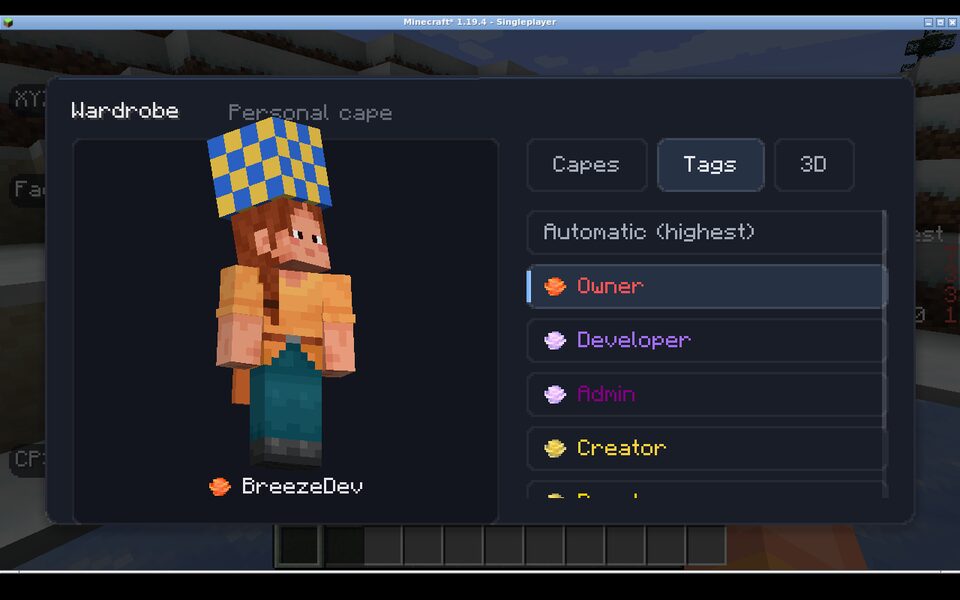 Minecraft* 1.19.4 - Singleplayer
Wardrobe
Personal cape
Capes
Tags
3D
Automatic (highest)
Owner
Developer
Admin
Creator
BreezeDev